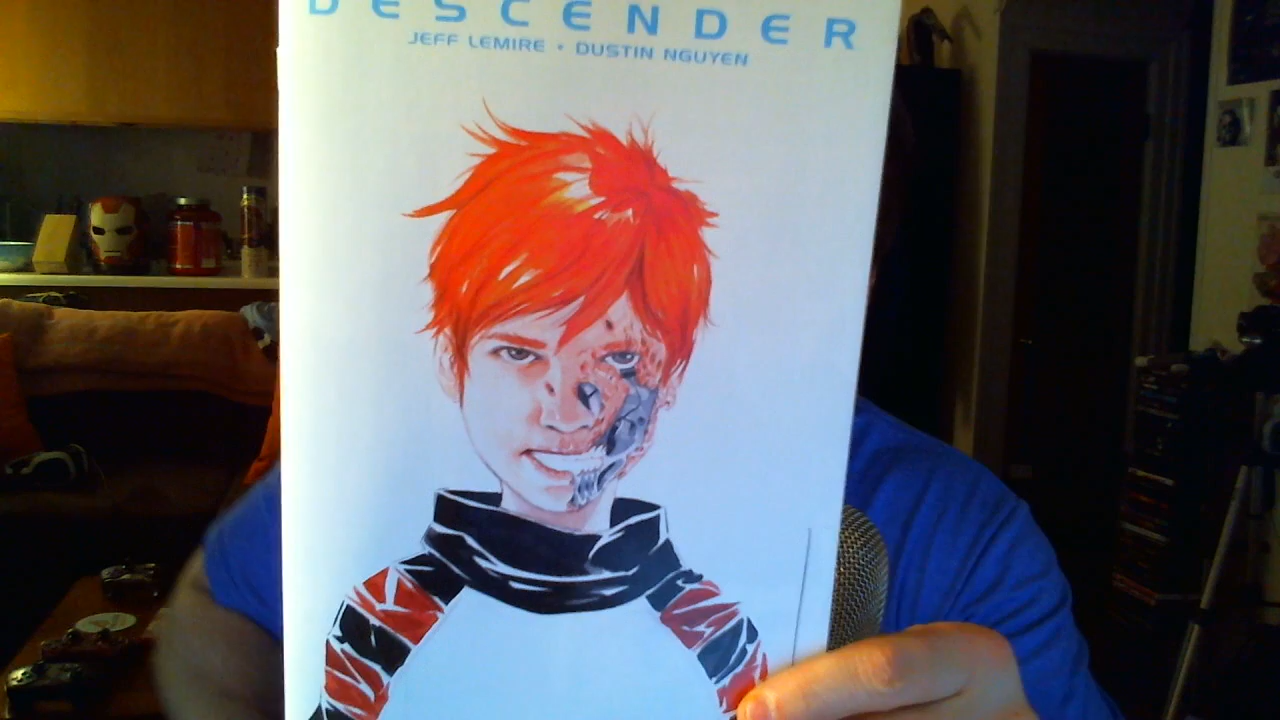 DESCENDER
JEFF LEMIRE • DUSTIN NGUYEN